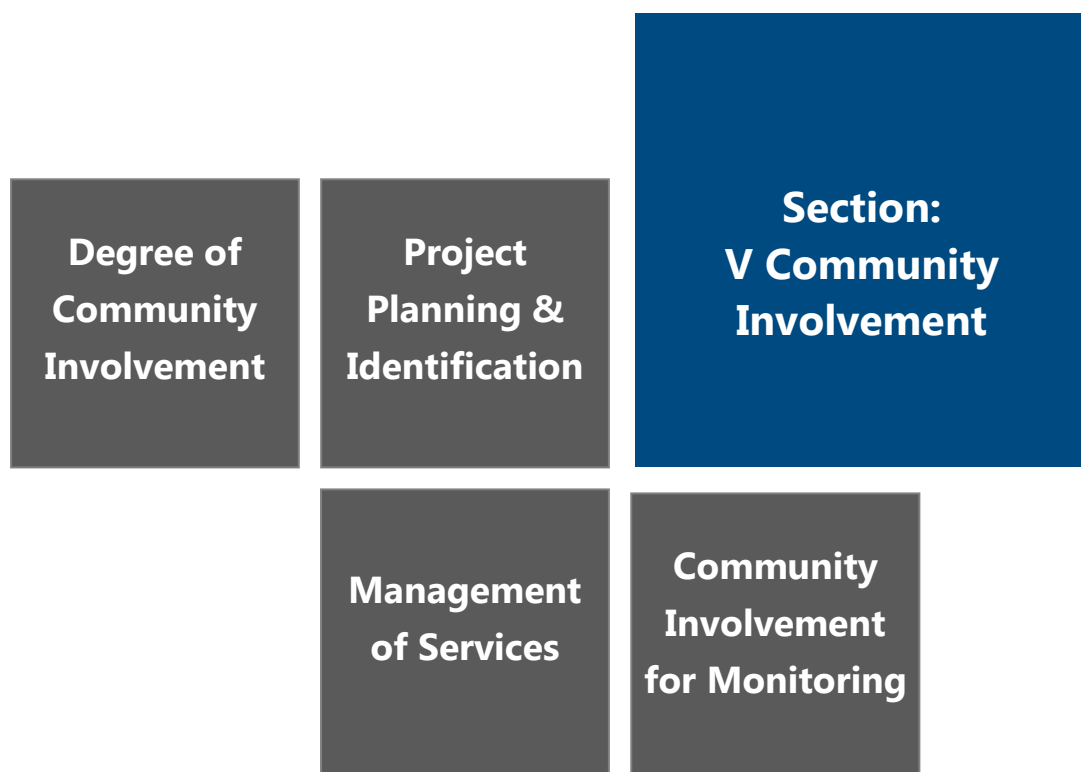 Section:
V Community
Involvement
Degree of
Community
Involvement
Project
Planning &
Identification
Management
of Services
Community
Involvement
for Monitoring